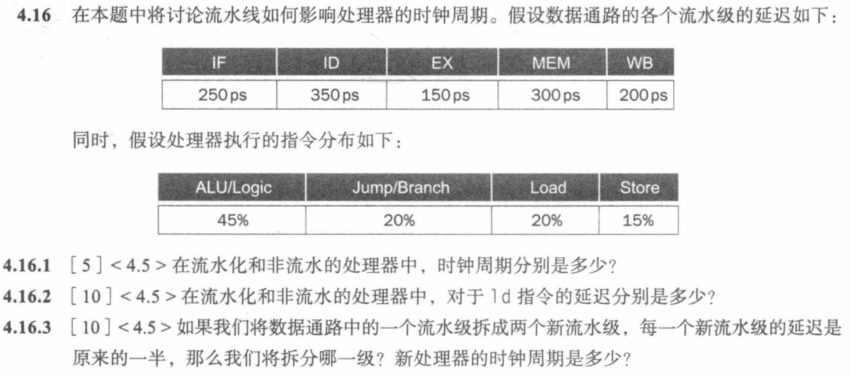 4.16 在本题中将讨论流水线如何影响处理器的时钟周期。假设数据通路的各个流水级的延迟如下：
IF ID EX MEM WB
250ps 350ps 150ps 300ps 200ps
同时，假设处理器执行的指令分布如下：
ALU/Logic Jump/Branch Load Store
45% 20% 20% 15%
4.16.1 [5]<4.5>在流水化和非流水的处理器中，时钟周期分别是多少？
4.16.2 [10]<4.5>在流水化和非流水的处理器中，对于ld指令的延迟分别是多少？
4.16.3 [10]<4.5>如果我们将数据通路中的一个流水级拆成两个新流水级，每一个新流水级的延迟是
原来的一半，那么我们将拆分哪一级？新处理器的时钟周期是多少？